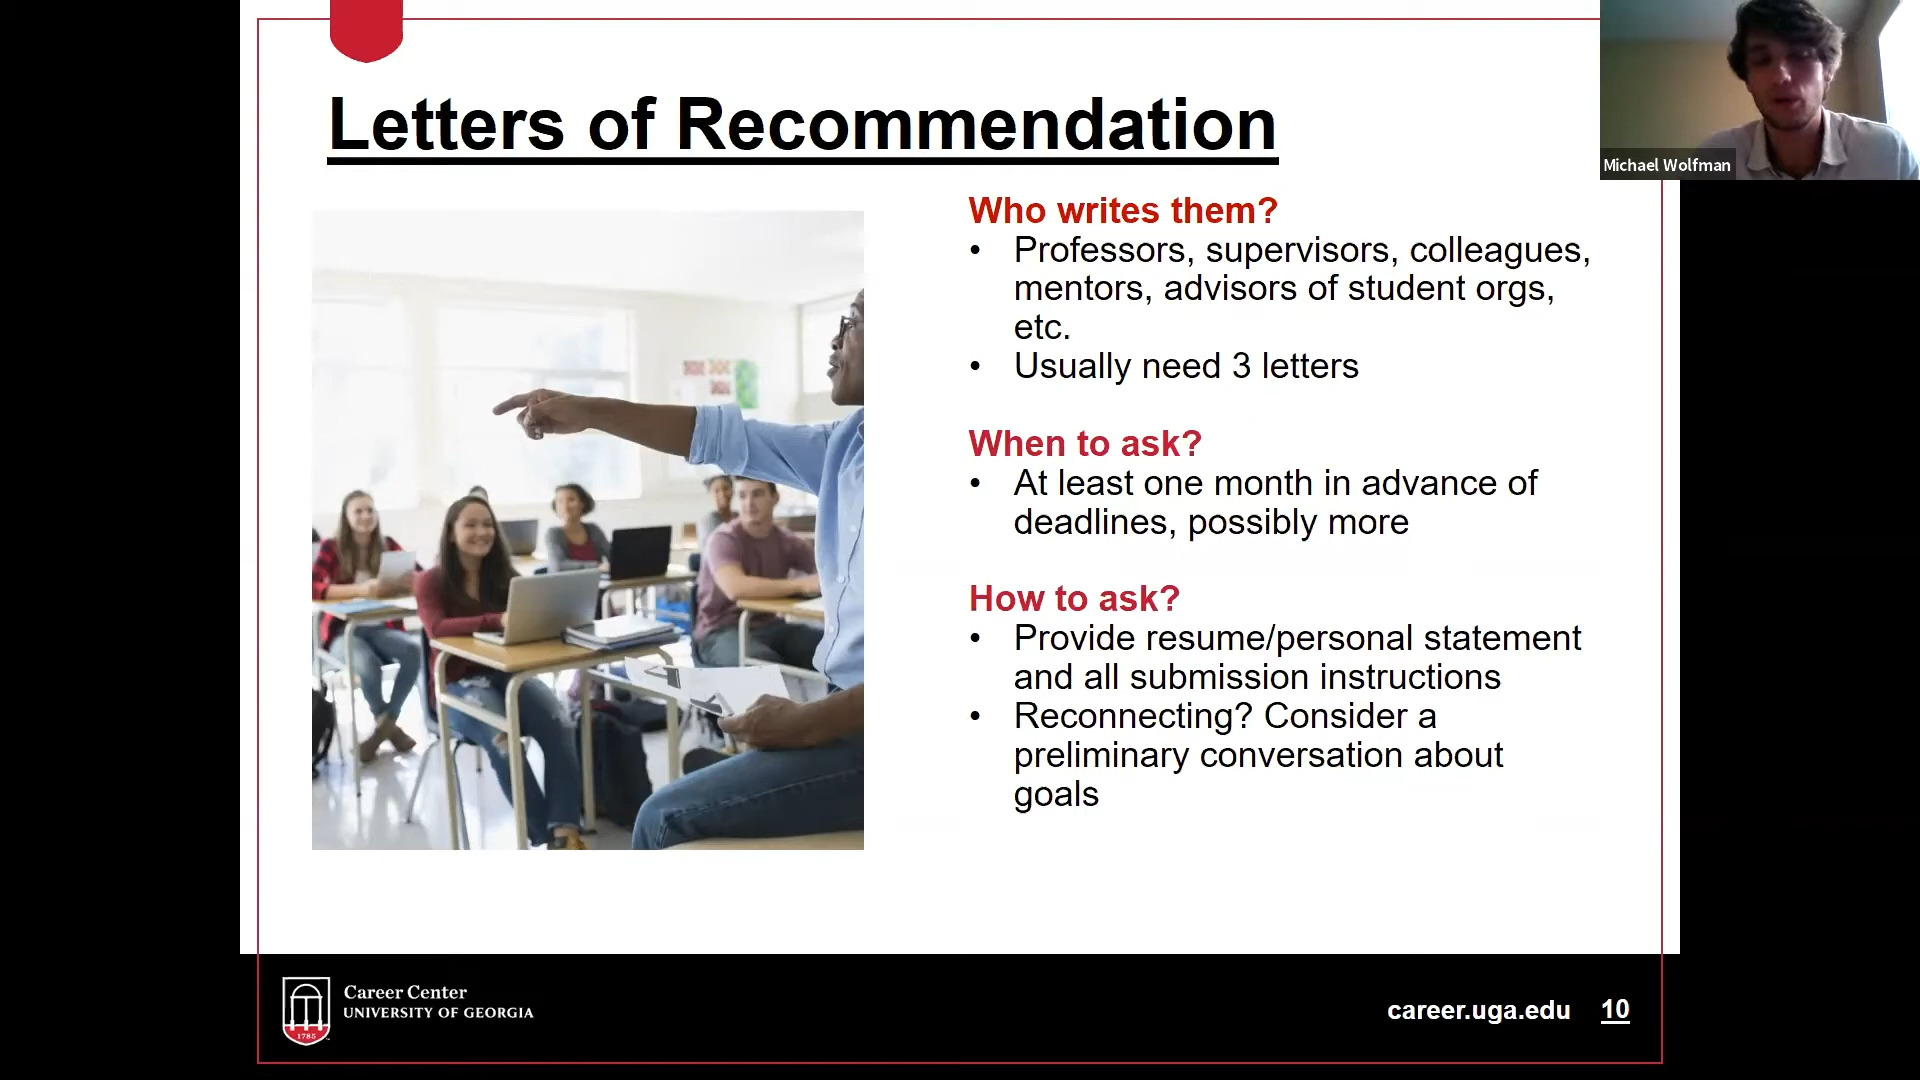 Letters of Recommendation
Michael Wolfman
Who writes them?
• Professors, supervisors, colleagues,
mentors, advisors of student orgs,
etc.
• Usually need 3 letters
When to ask?
• At least one month in advance of
deadlines, possibly more
How to ask?
• Provide resume/personal statement
and all submission instructions
• Reconnecting? Consider a
preliminary conversation about
goals
1785
Career Center
UNIVERSITY OF GEORGIA
career.uga.edu 10